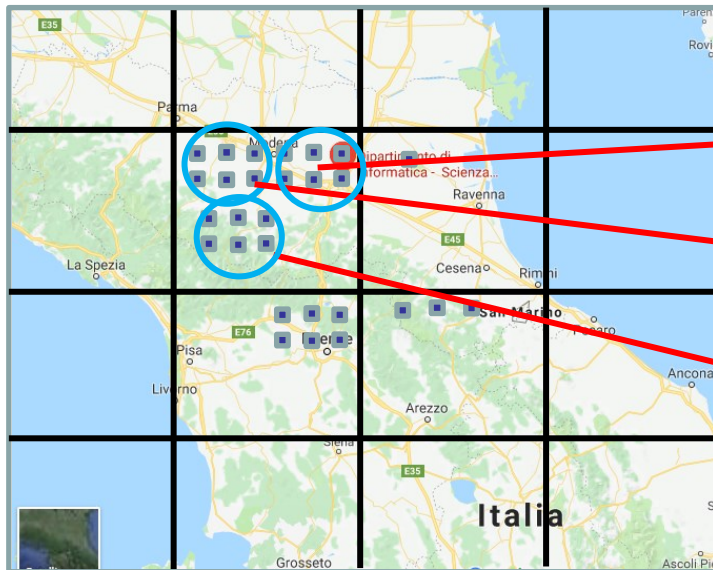 E35
Parma
Modena
Dipartimento di
Informatica - Scienza...
Ravenna
La Spezia
E45
Cesena
Rimini
San Marino
E76
Pesaro
Firenze
Pisa
Ancona
Livorno
Arezzo
Siena
E35
Italia
Grosseto
Ascoli Pi